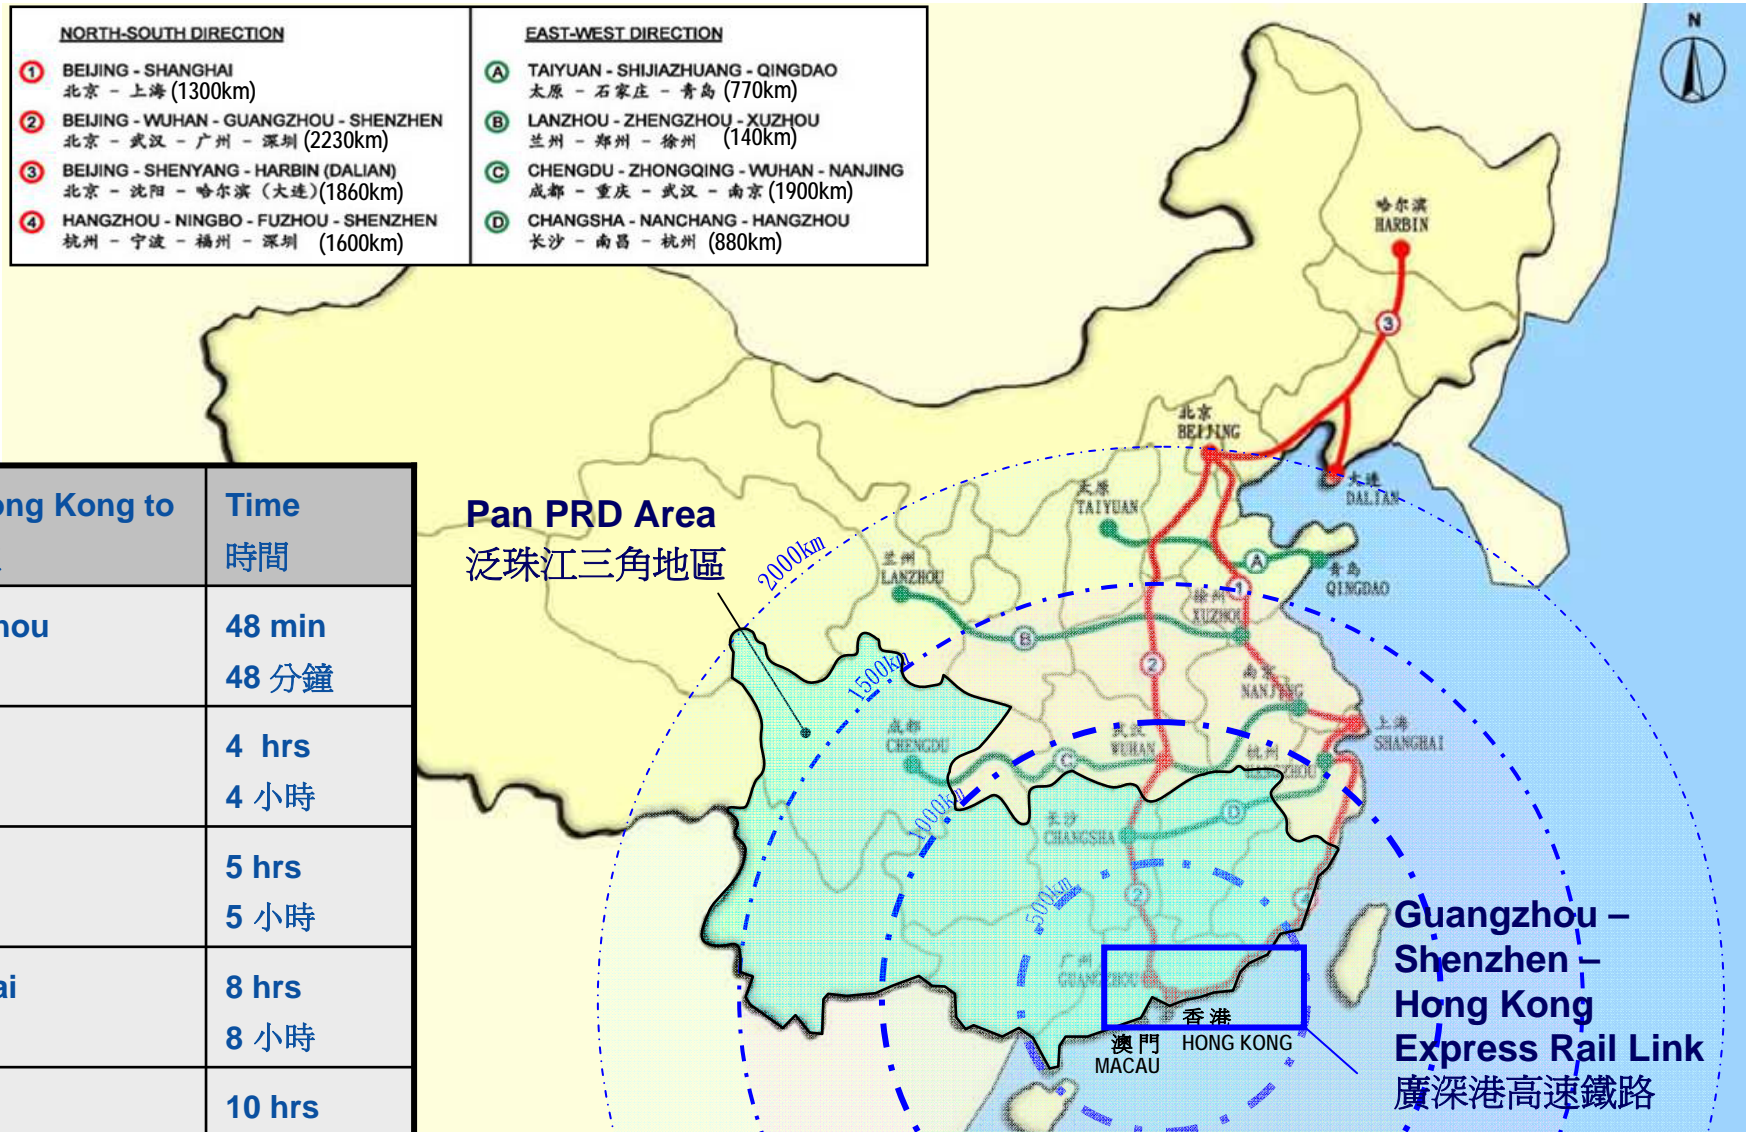 NORTH-SOUTH DIRECTION
1 BEIJING - SHANGHAI
北京 - 上海 (1300km)
2 BEIJING - WUHAN - GUANGZHOU - SHENZHEN
北京 - 武汉 - 广州 - 深圳 (2230km)
3 BEIJING - SHENYANG - HARBIN (DALIAN)
北京 - 沈阳 - 哈尔滨 (大连) (1860km)
4 HANGZHOU - NINGBO - FUZHOU - SHENZHEN
杭州 - 宁波 - 福州 - 深圳 (1600km)
EAST-WEST DIRECTION
A TAIYUAN - SHIJIAZHUANG - QINGDAO
太原 - 石家庄 - 青岛 (770km)
B LANZHOU - ZHENGZHOU - XUZHOU
兰州 - 郑州 - 徐州 (140km)
C CHENGDU - ZHONGQING - WUHAN - NANJING
成都 - 重庆 - 武汉 - 南京 (1900km)
D CHANGSHA - NANCHANG - HANGZHOU
长沙 - 南昌 - 杭州 (880km)
N
哈尔滨
HARBIN
3
北京
BEIJING
大连
DALIAN
太原
TAIYUAN
A
青岛
QINGDAO
兰州
LANZHOU
B
1
徐州
XUZHOU
2
南京
NANJING
上海
SHANGHAI
成都
CHENGDU
C
武汉
WUHAN
杭州
HANGZHOU
长沙
CHANGSHA
D
2
4
广州
GUANGZHOU
香港
HONG KONG
澳門
MACAU
2000km
1500km
1000km
500km
Pan PRD Area
泛珠江三角地區
Guangzhou –
Shenzhen –
Hong Kong
Express Rail Link
廣深港高速鐵路
ong Kong to
Time
時間
hou
48 min
48 分鐘
4 hrs
4 小時
5 hrs
5 小時
ai
8 hrs
8 小時
10 hrs